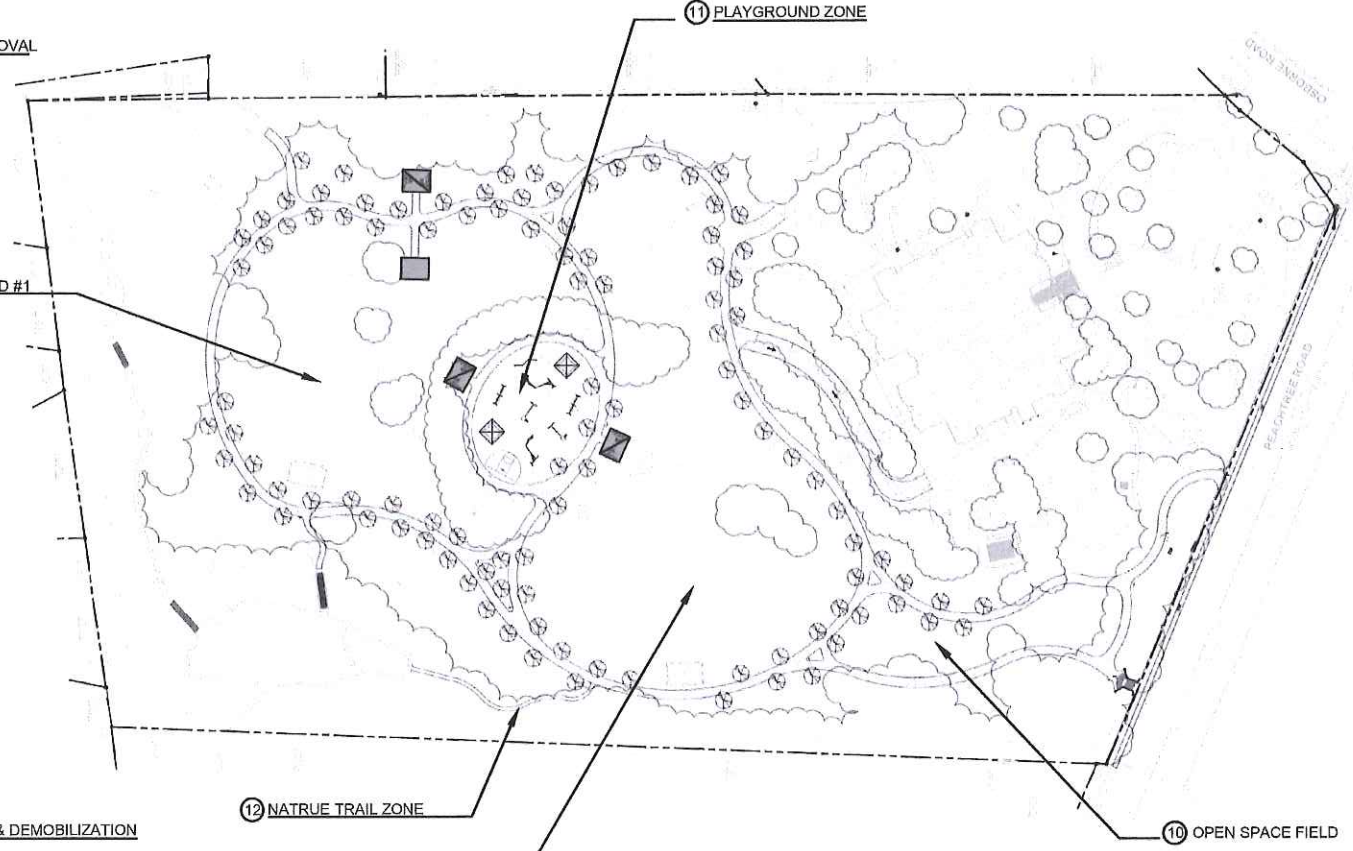 ⑪ PLAYGROUND ZONE
OVAL
OSBORNE ROAD
D #1
PEACHTREE ROAD
⑫ NATRUE TRAIL ZONE
& DEMOBILIZATION
⑩ OPEN SPACE FIELD